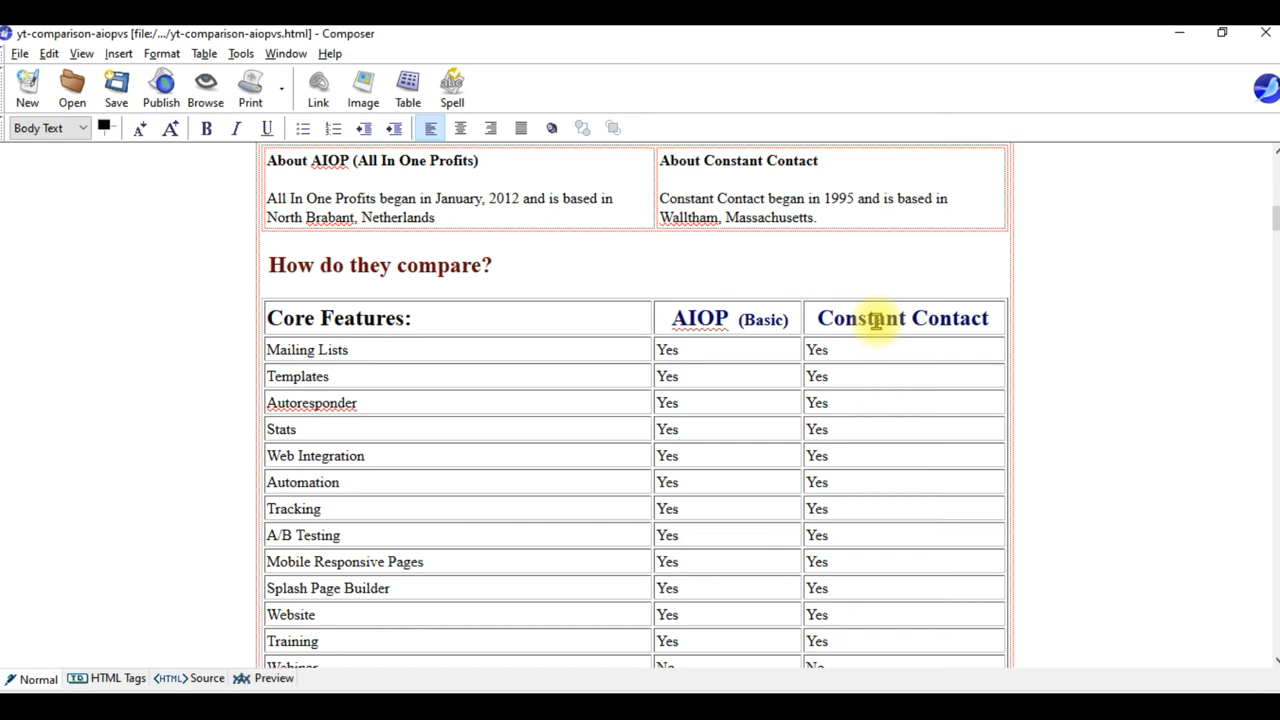 yt-comparison-aiopvs [file:/.../yt-comparison-aiopvs.html] - Composer
File Edit View Insert Format Table Tools Window Help
New Open Save Publish Browse Print Link Image Table Spell
Body Text
About AIOP (All In One Profits)
All In One Profits began in January, 2012 and is based in
North Brabant, Netherlands
About Constant Contact
Constant Contact began in 1995 and is based in
Walltham, Massachusetts.
How do they compare?
Core Features: AIOP (Basic) Constant Contact
Mailing Lists Yes Yes
Templates Yes Yes
Autoresponder Yes Yes
Stats Yes Yes
Web Integration Yes Yes
Automation Yes Yes
Tracking Yes Yes
A/B Testing Yes Yes
Mobile Responsive Pages Yes Yes
Splash Page Builder Yes Yes
Website Yes Yes
Training Yes Yes
Webinar No No
Normal HTML Tags Source Preview